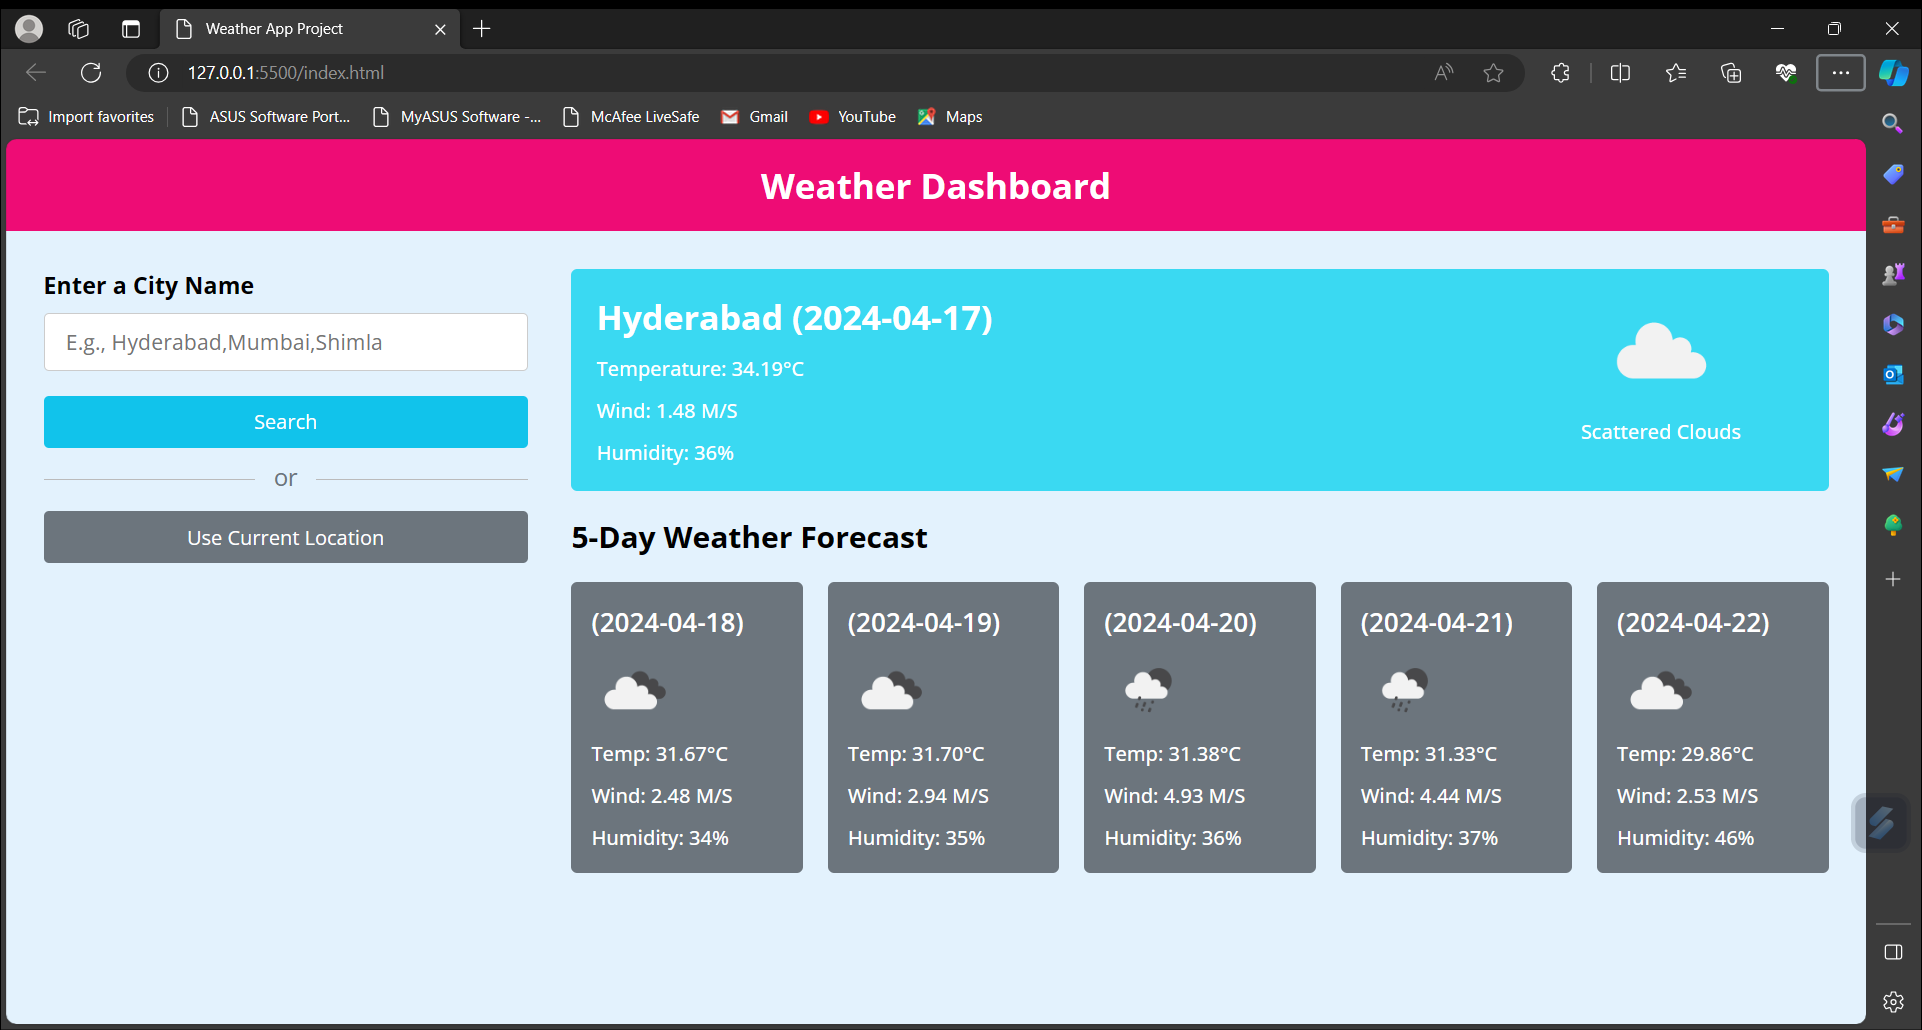 Weather App Project
127.0.0.1:5500/index.html
Import favorites
ASUS Software Port...
MyASUS Software -...
McAfee LiveSafe
Gmail
YouTube
Maps
Weather Dashboard
Enter a City Name
E.g., Hyderabad,Mumbai,Shimla
Search
or
Use Current Location
Hyderabad (2024-04-17)
Temperature: 34.19°C
Wind: 1.48 M/S
Humidity: 36%
Scattered Clouds
5-Day Weather Forecast
(2024-04-18)
Temp: 31.67°C
Wind: 2.48 M/S
Humidity: 34%
(2024-04-19)
Temp: 31.70°C
Wind: 2.94 M/S
Humidity: 35%
(2024-04-20)
Temp: 31.38°C
Wind: 4.93 M/S
Humidity: 36%
(2024-04-21)
Temp: 31.33°C
Wind: 4.44 M/S
Humidity: 37%
(2024-04-22)
Temp: 29.86°C
Wind: 2.53 M/S
Humidity: 46%